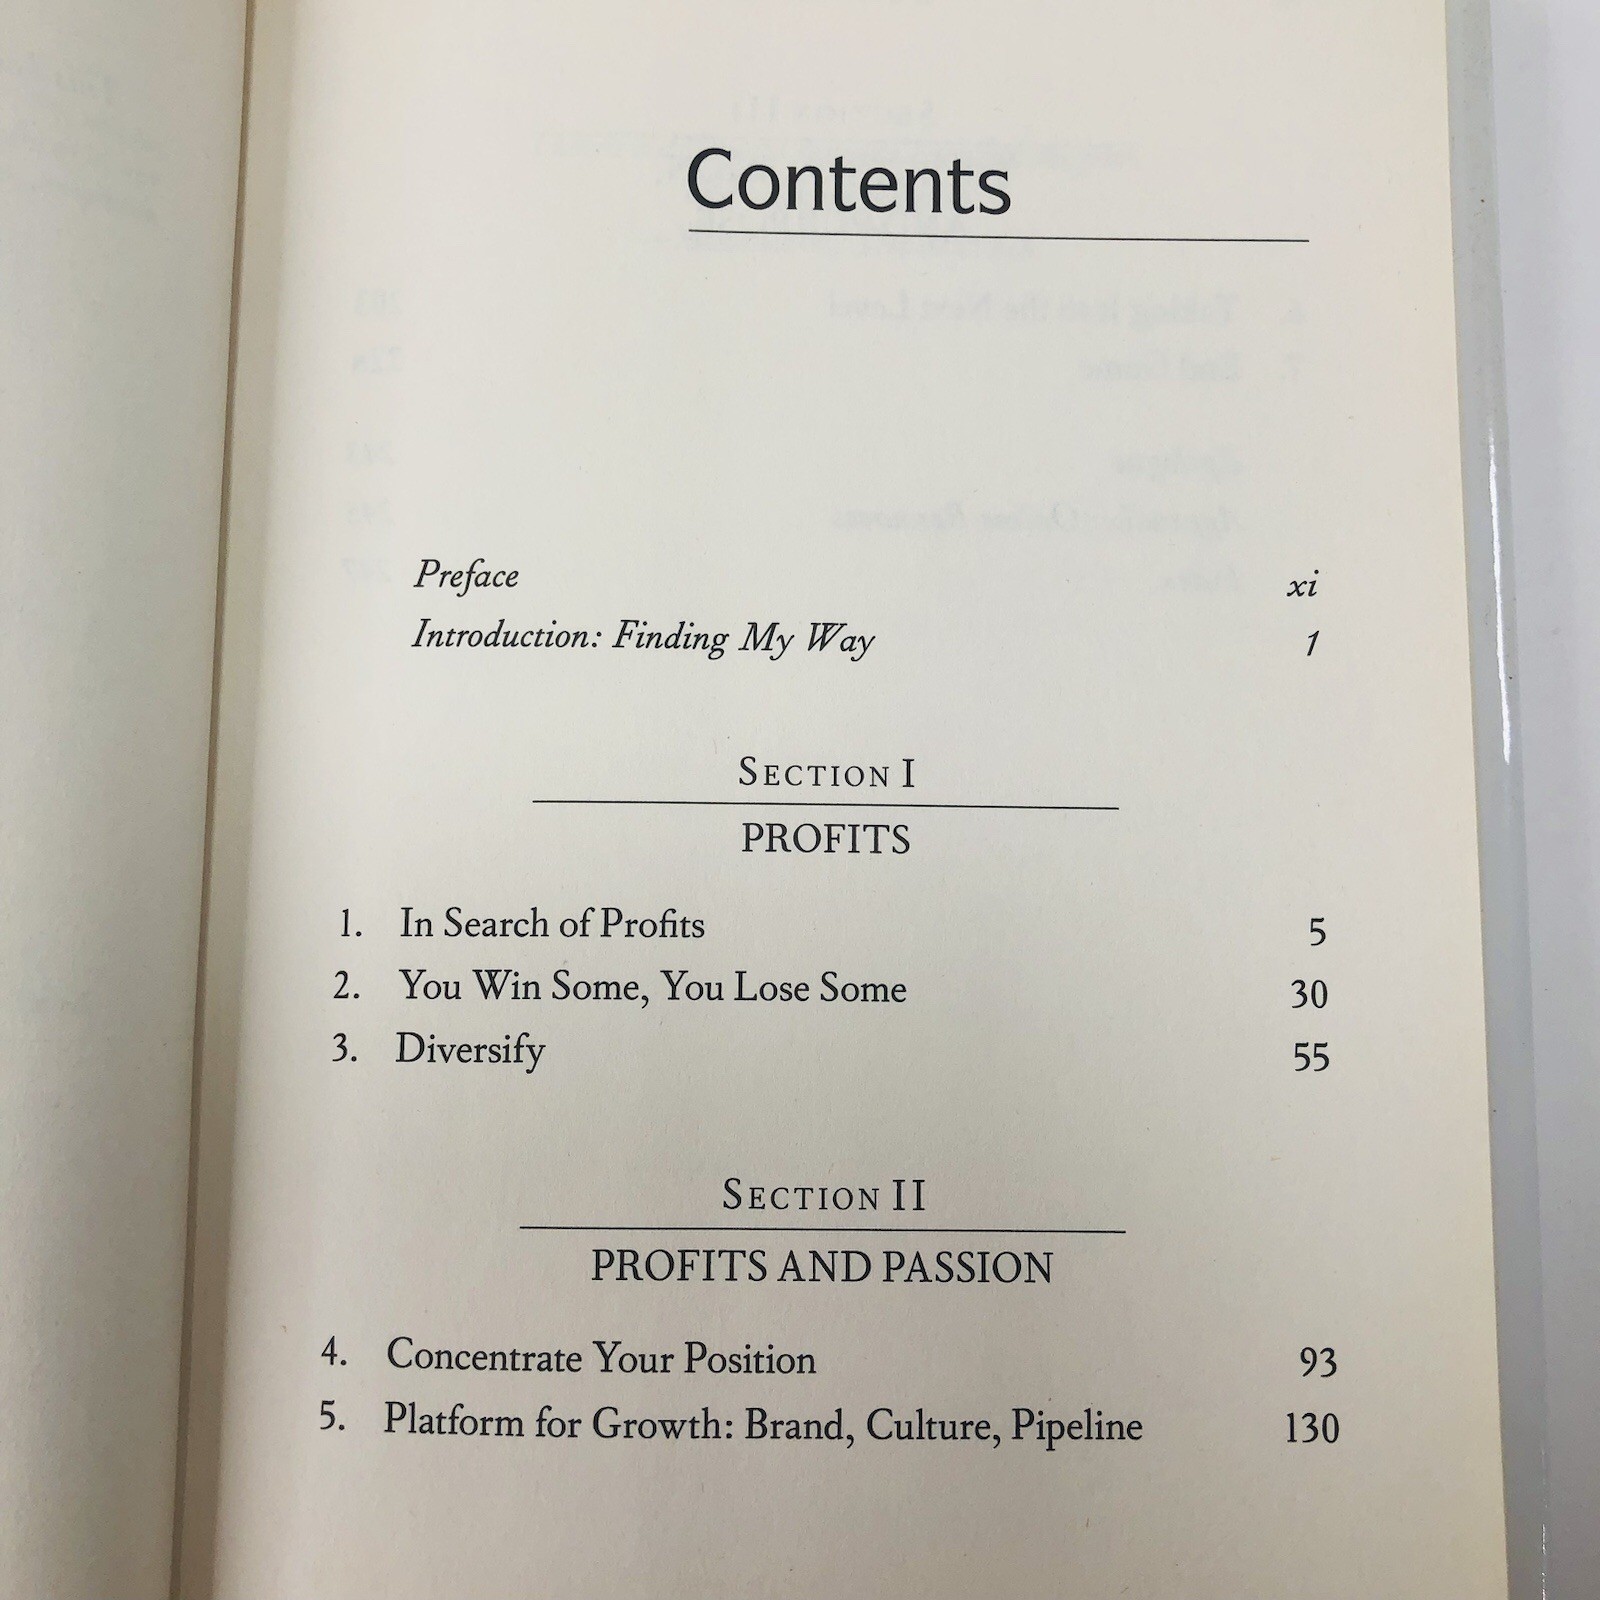 Contents
Preface xi
Introduction: Finding My Way 1
SECTION I
PROFITS
1. In Search of Profits 5
2. You Win Some, You Lose Some 30
3. Diversify 55
SECTION II
PROFITS AND PASSION
4. Concentrate Your Position 93
5. Platform for Growth: Brand, Culture, Pipeline 130